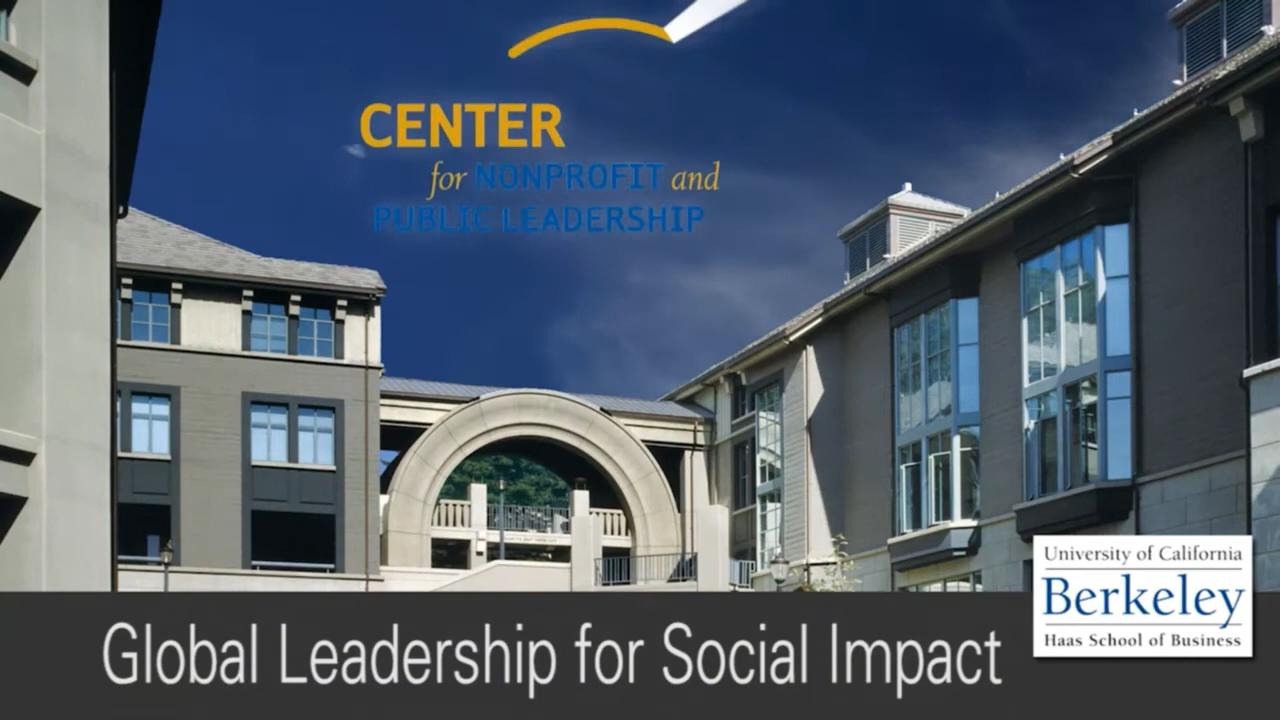 CENTER
for NONPROFIT and
PUBLIC LEADERSHIP
University of California
Berkeley
Haas School of Business
Global Leadership for Social Impact